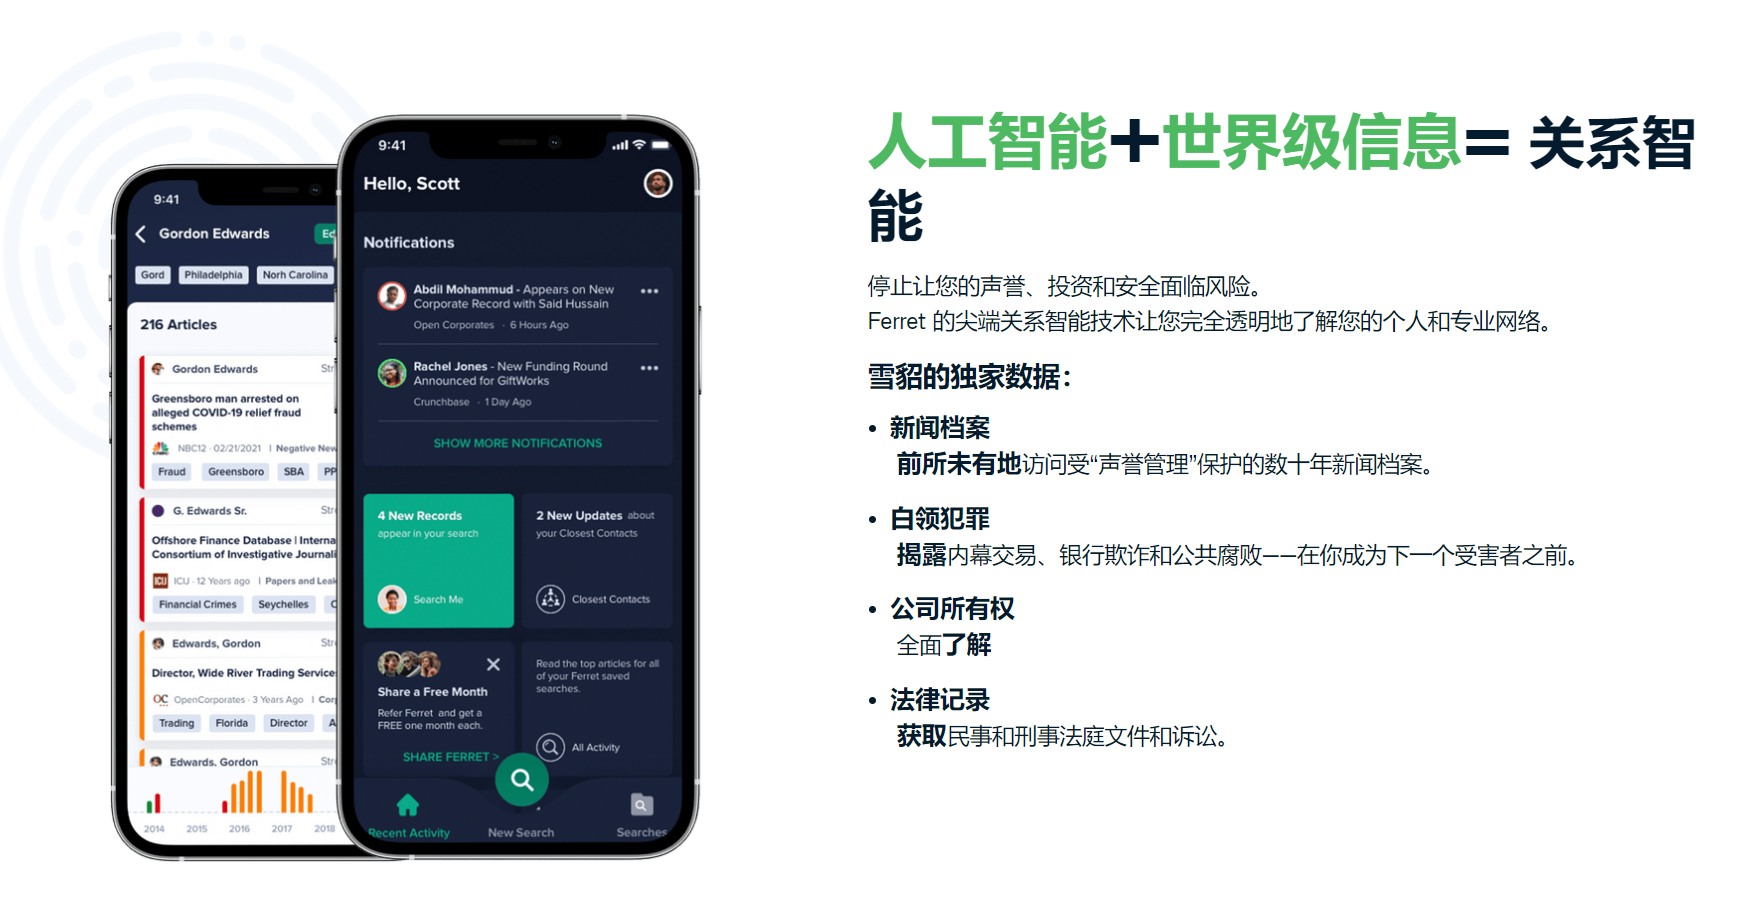 9:41
Gordon Edwards
Gord Philadelphia Norh Carolina
216 Articles
Gordon Edwards
Greensboro man arrested on
alleged COVID-19 relief fraud
schemes
NBC12 · 02/21/2021 | Negative New
Fraud Greensboro SBA PP
G. Edwards Sr.
Offshore Finance Database | Interna
Consortium of Investigative Journali
ICIJ · 12 Years ago | Papers and Leak
Financial Crimes Seychelles
Edwards, Gordon
Director, Wide River Trading Service
OC OpenCorporates · 3 Years Ago | Corp
Trading Florida Director A
Edwards, Gordon
2014 2015 2016 2017 2018
9:41
Hello, Scott
Notifications
Abdil Mohammud - Appears on New
Corporate Record with Said Hussain
Open Corporates · 6 Hours Ago
Rachel Jones - New Funding Round
Announced for GiftWorks
Crunchbase · 1 Day Ago
SHOW MORE NOTIFICATIONS
4 New Records
appear in your search
Search Me
2 New Updates about
your Closest Contacts
Closest Contacts
Share a Free Month
Refer Ferret and get a
FREE one month each.
SHARE FERRET >
Read the top articles for all
of your Ferret saved
searches.
All Activity
Recent Activity New Search Searches
人工智能+世界级信息= 关系智
能
停止让您的声誉、投资和安全面临风险。
Ferret 的尖端关系智能技术让您完全透明地了解您的个人和专业网络。
雪貂的独家数据：
• 新闻档案
前所未有地访问受“声誉管理”保护的数十年新闻档案。
• 白领犯罪
揭露内幕交易、银行欺诈和公共腐败——在你成为下一个受害者之前。
• 公司所有权
全面了解
• 法律记录
获取民事和刑事法庭文件和诉讼。